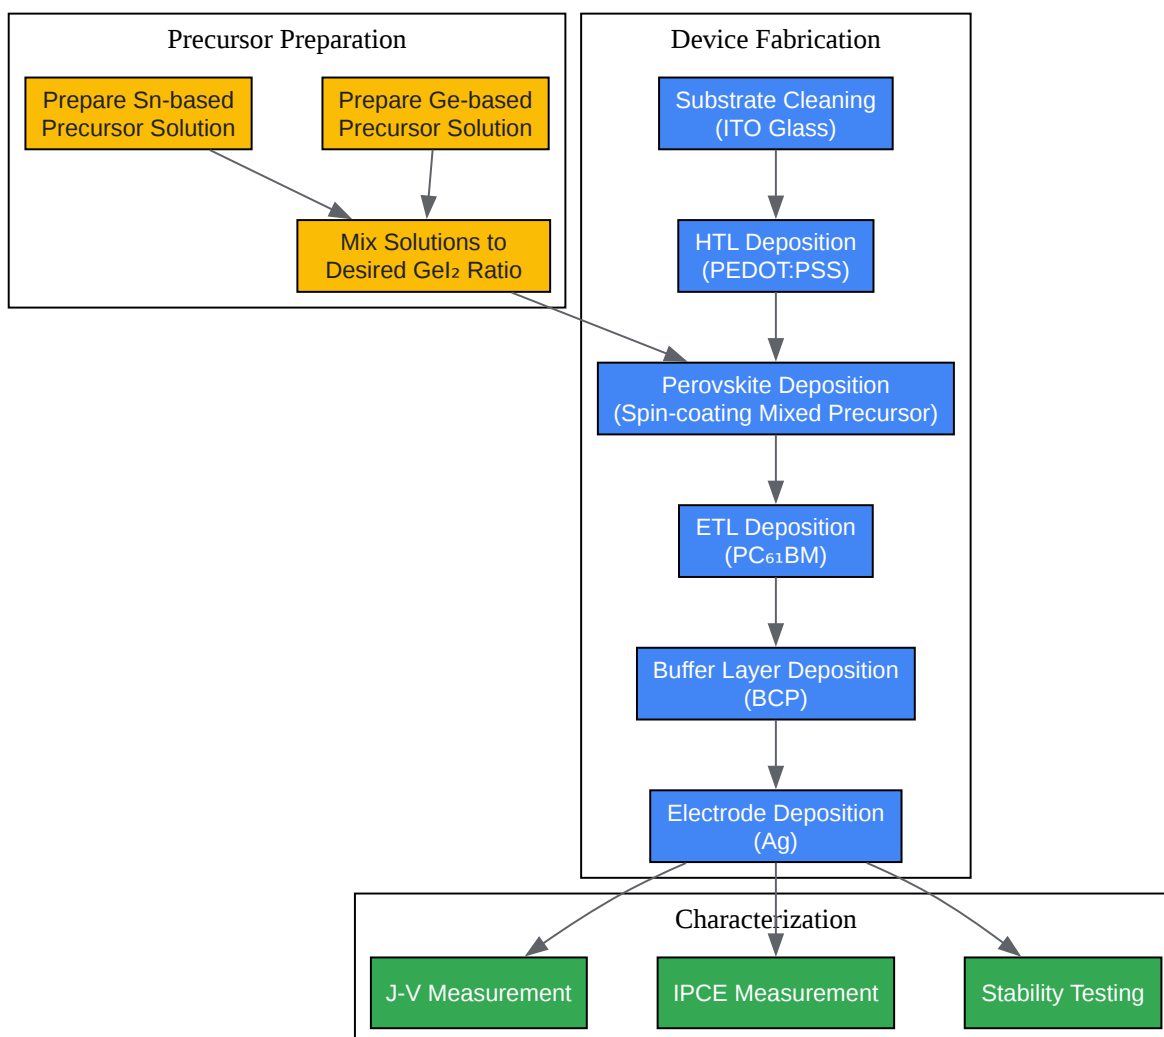 Precursor Preparation
Prepare Sn-based
Precursor Solution
Prepare Ge-based
Precursor Solution
Mix Solutions to
Desired GeI₂ Ratio
Device Fabrication
Substrate Cleaning
(ITO Glass)
HTL Deposition
(PEDOT:PSS)
Perovskite Deposition
(Spin-coating Mixed Precursor)
ETL Deposition
(PC₆₁BM)
Buffer Layer Deposition
(BCP)
Electrode Deposition
(Ag)
Characterization
J-V Measurement
IPCE Measurement
Stability Testing